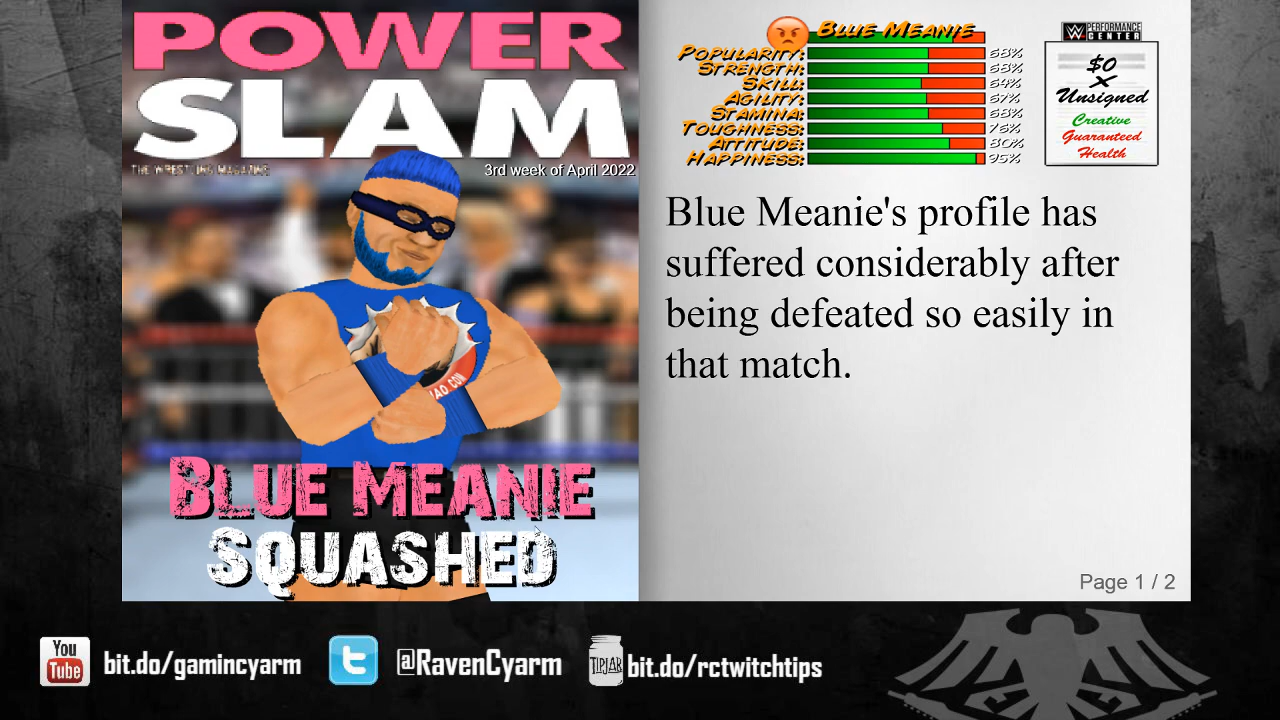 POWER
SLAM
THE WRESTLING MAGAZINE
3rd week of April 2022
BLUE MEANIE
SQUASHED
BLUE MEANIE
POPULARITY: 68%
STRENGTH: 68%
SKILL: 64%
AGILITY: 67%
STAMINA: 68%
TOUGHNESS: 76%
ATTITUDE: 80%
HAPPINESS: 95%
W PERFORMANCE
CENTER
$0
X
Unsigned
Creative
Guaranteed
Health
Blue Meanie's profile has
suffered considerably after
being defeated so easily in
that match.
Page 1 / 2
You
Tube
bit.do/gamincyarm
@RavenCyarm
TIPJAR
bit.do/rctwitchtips